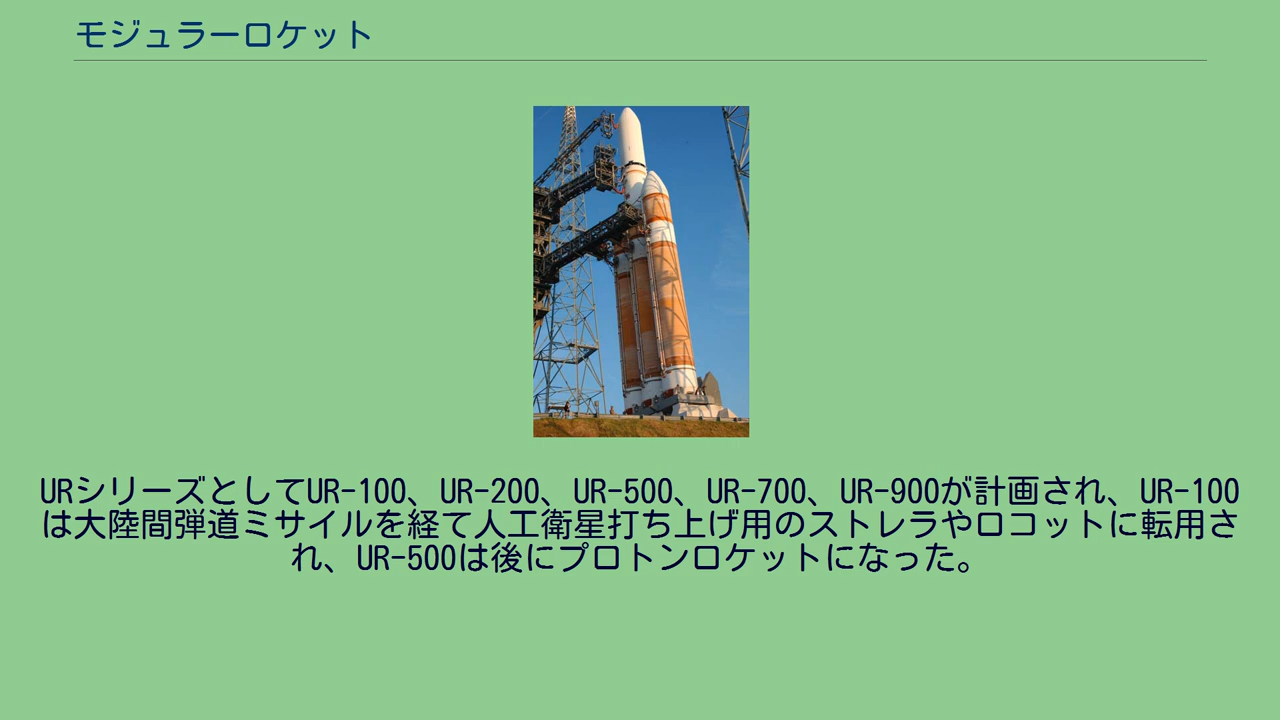 モジュラーロケット
URシリーズとしてUR-100、UR-200、UR-500、UR-700、UR-900が計画され、UR-100
は大陸間弾道ミサイルを経て人工衛星打ち上げ用のストレラやロコットに転用さ
れ、UR-500は後にプロトンロケットになった。